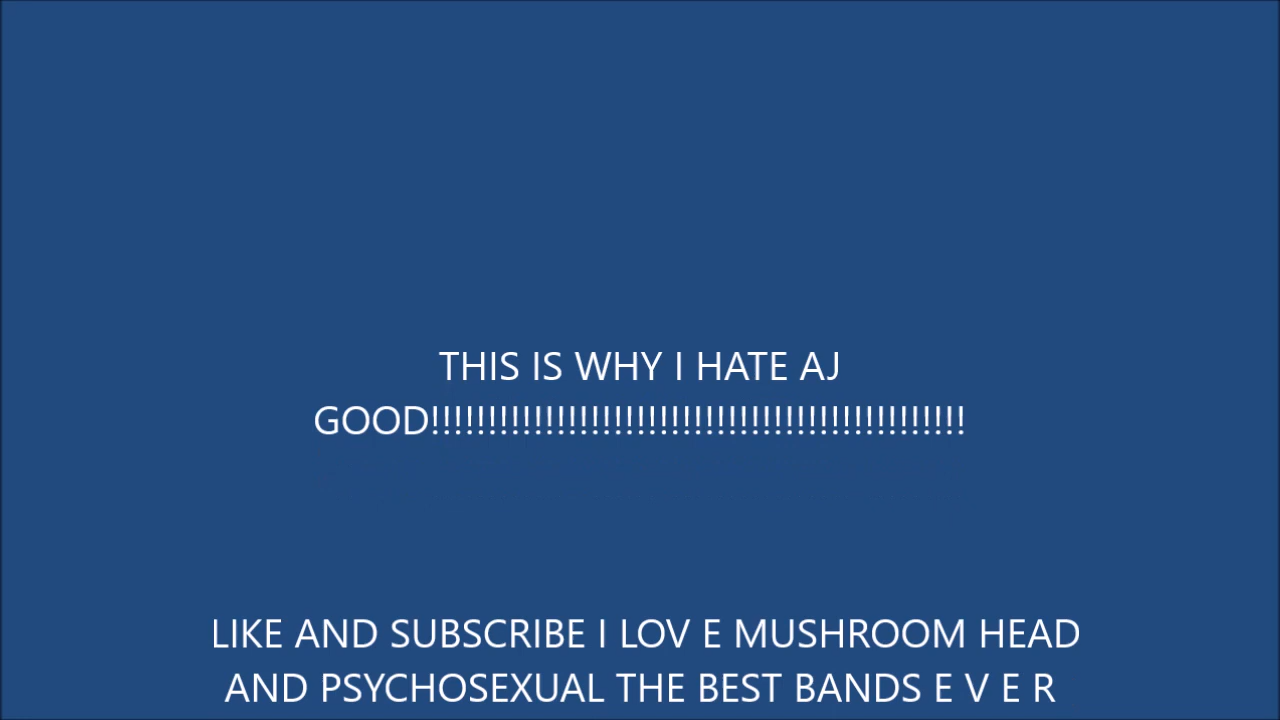 THIS IS WHY I HATE AJ
GOOD!!!!!!!!!!!!!!!!!!!!!!!!!!!!!!!!!!!!!!!!!!!!!!!
LIKE AND SUBSCRIBE I LOV E MUSHROOM HEAD
AND PSYCHOSEXUAL THE BEST BANDS E V E R